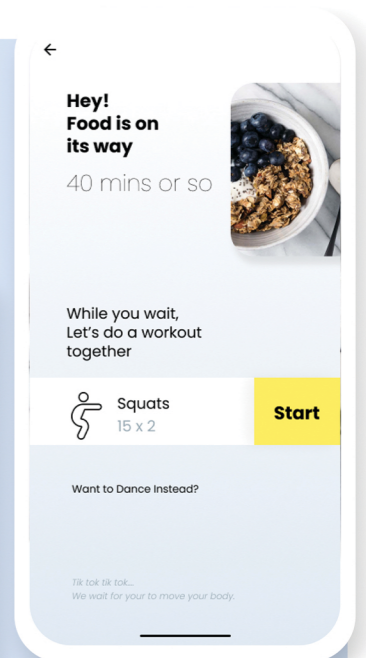 Hey!
Food is on
its way
40 mins or so
While you wait,
Let's do a workout
together
Squats
15 x 2
Start
Want to Dance Instead?
Tik tok tik tok...
We wait for your to move your body.